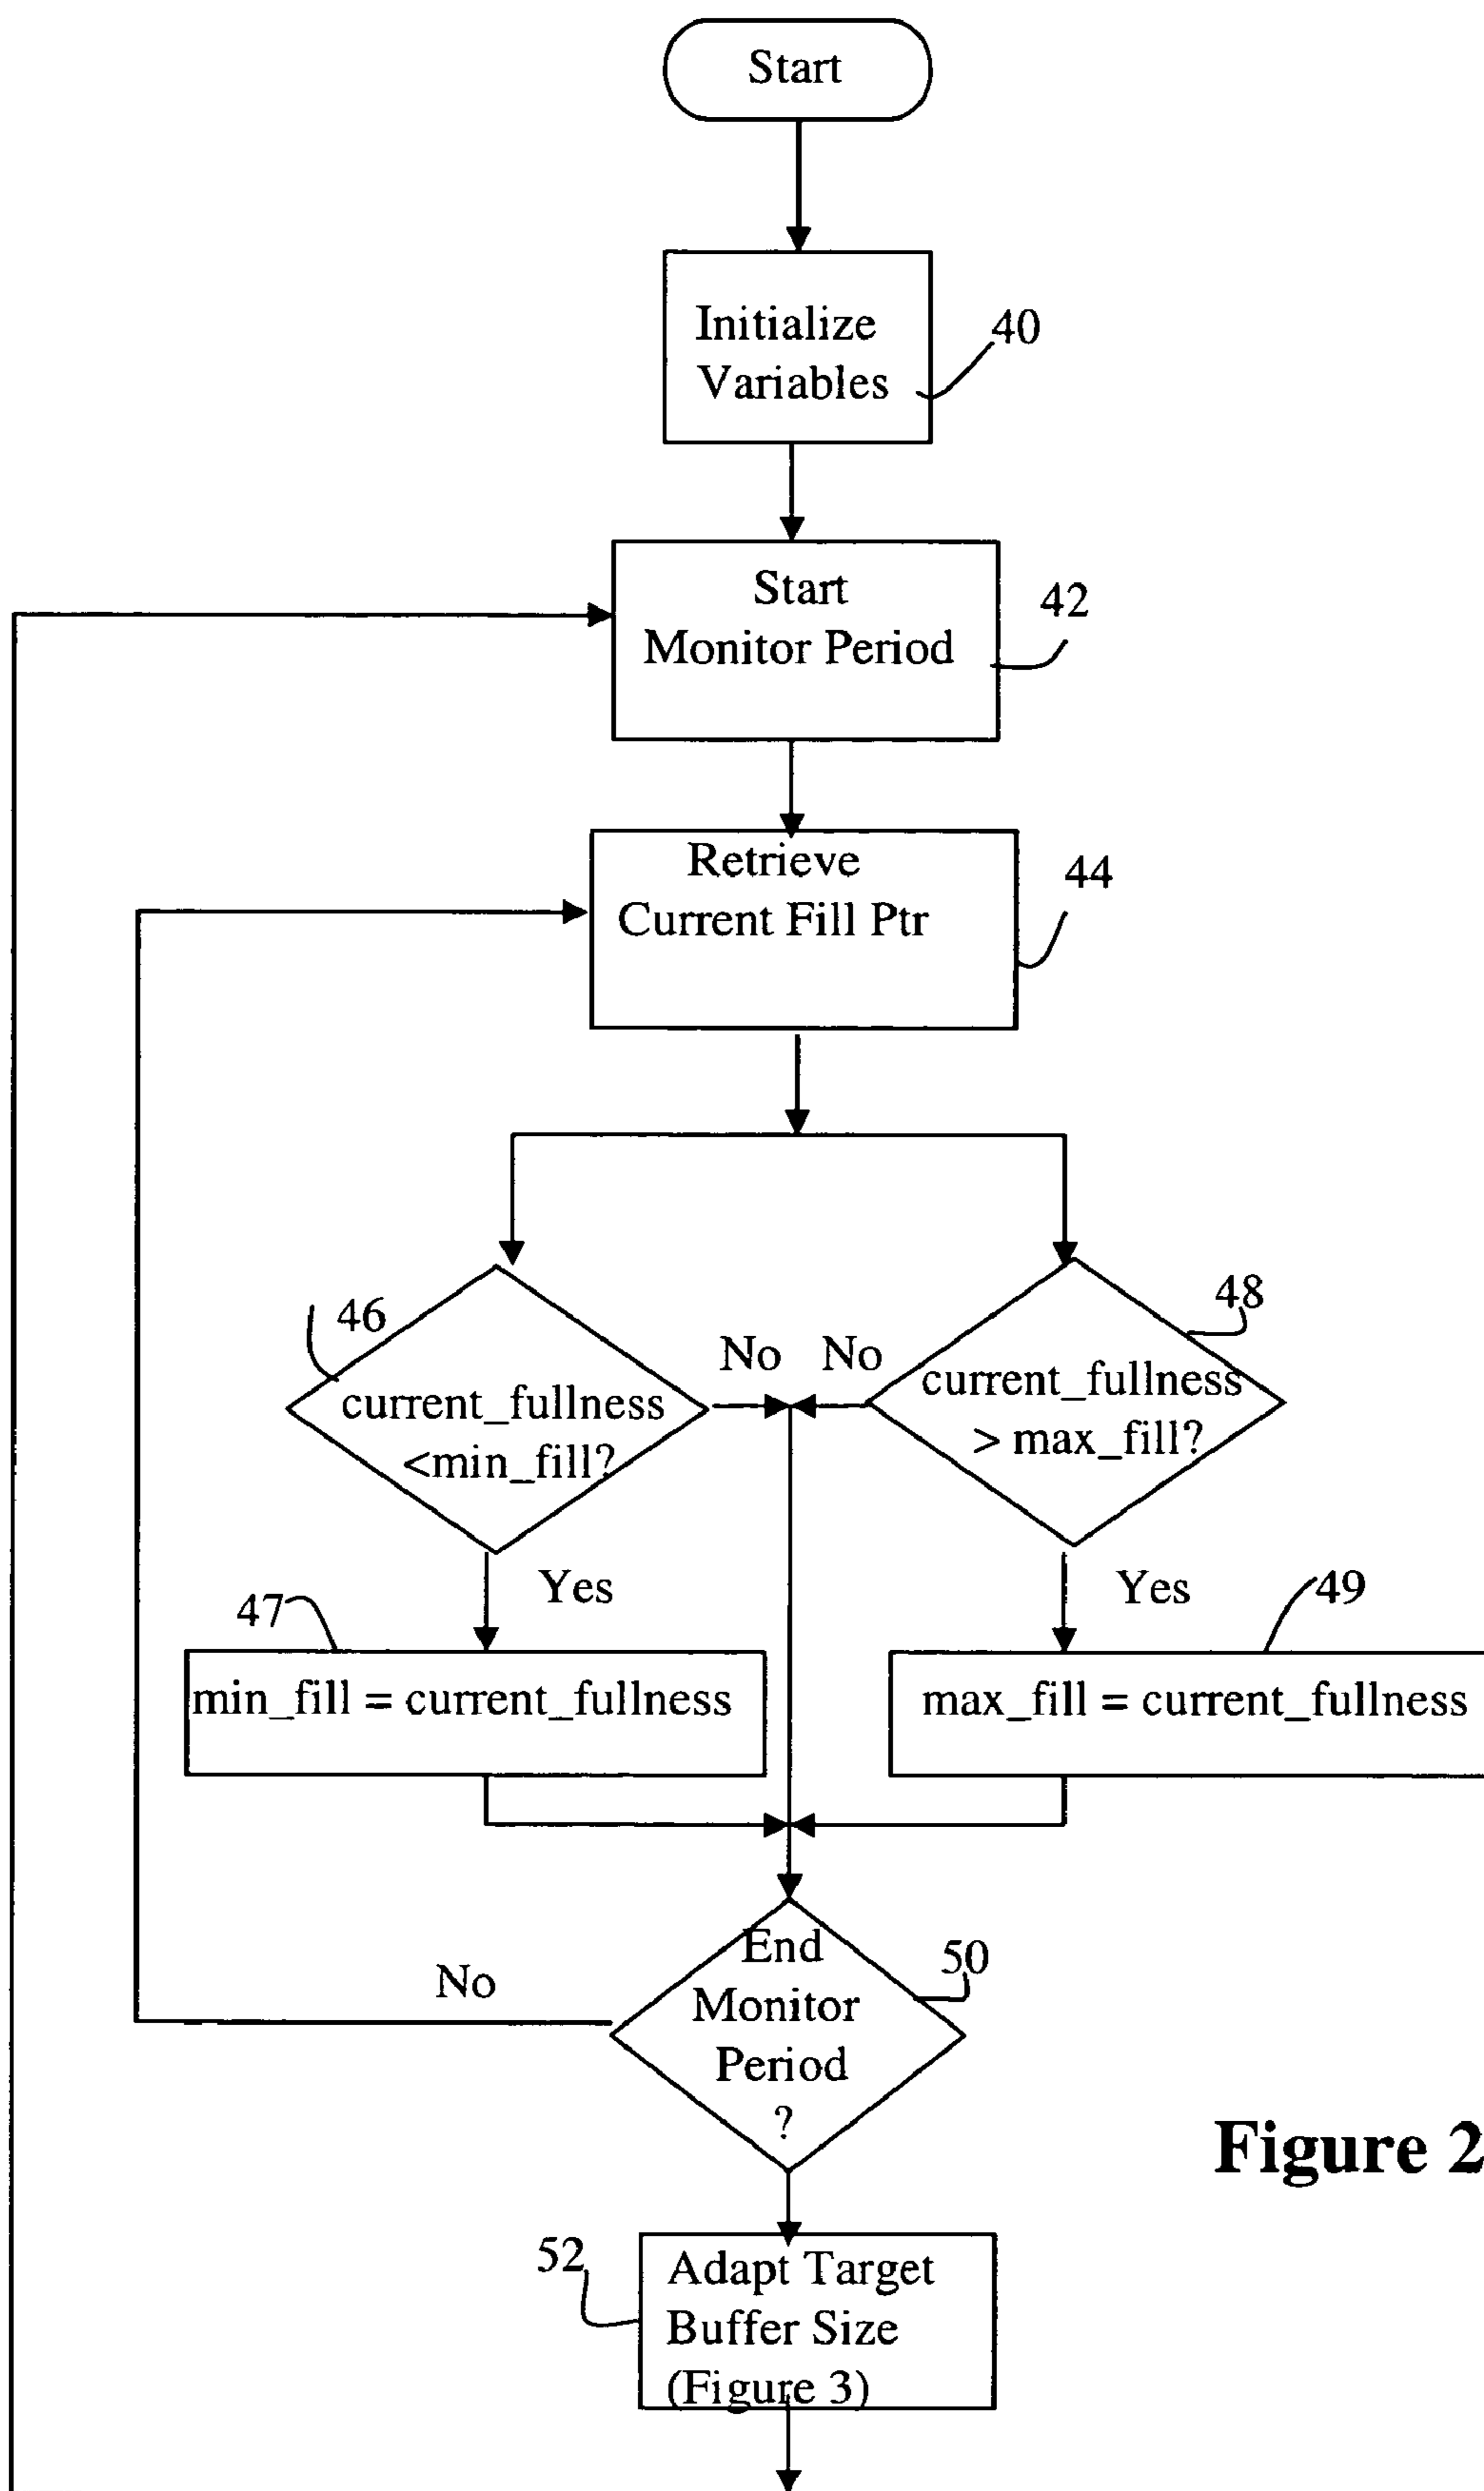 Start
Initialize
Variables
40
Start
Monitor Period
42
Retrieve
Current Fill Ptr
44
46
current_fullness
<min_fill?
No
No
48
current_fullness
> max_fill?
Yes
Yes
47
min_fill = current_fullness
49
max_fill = current_fullness
End
Monitor
Period
?
50
No
Figure 2
52
Adapt Target
Buffer Size
(Figure 3)